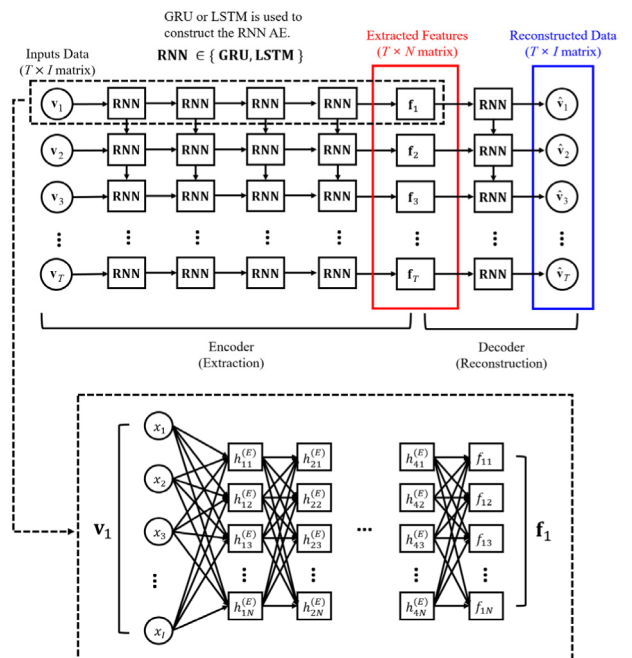 GRU or LSTM is used to
construct the RNN AE.
RNN ∈ { GRU, LSTM }
Inputs Data
(T × I matrix)
Extracted Features
(T × N matrix)
Reconstructed Data
(T × I matrix)
v₁ RNN RNN RNN RNN f₁ RNN v̂₁
v₂ RNN RNN RNN RNN f₂ RNN v̂₂
v₃ RNN RNN RNN RNN f₃ RNN v̂₃
⋮ ⋮ ⋮ ⋮ ⋮ ⋮ ⋮ ⋮
v_T RNN RNN RNN RNN f_T RNN v̂_T
Encoder
(Extraction)
Decoder
(Reconstruction)
x₁
h₁₁^(E) h₂₁^(E) h₄₁^(E) f₁₁
x₂
h₁₂^(E) h₂₂^(E) h₄₂^(E) f₁₂
v₁ x₃ h₁₃^(E) h₂₃^(E) ⋯ h₄₃^(E) f₁₃ f₁
⋮ ⋮ ⋮ ⋮ ⋮
h₁N^(E) h₂N^(E) h₄N^(E) f₁N
x_I